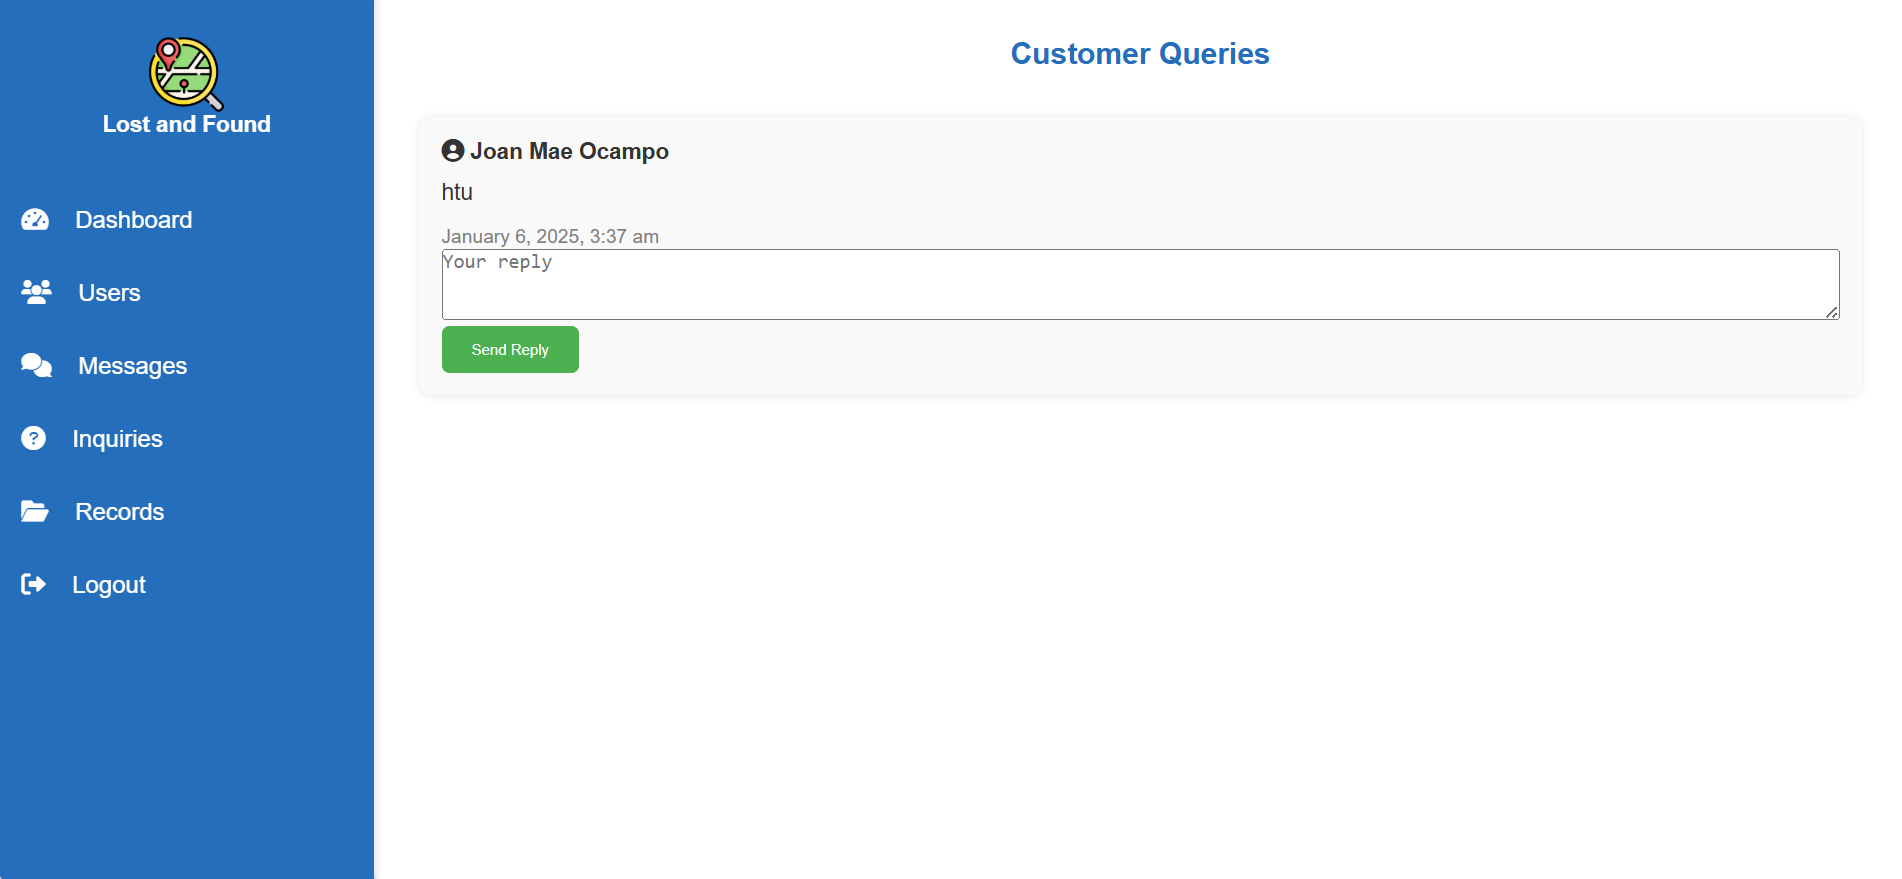 Lost and Found
Dashboard
Users
Messages
Inquiries
Records
Logout
Customer Queries
Joan Mae Ocampo
htu
January 6, 2025, 3:37 am
Your reply
Send Reply